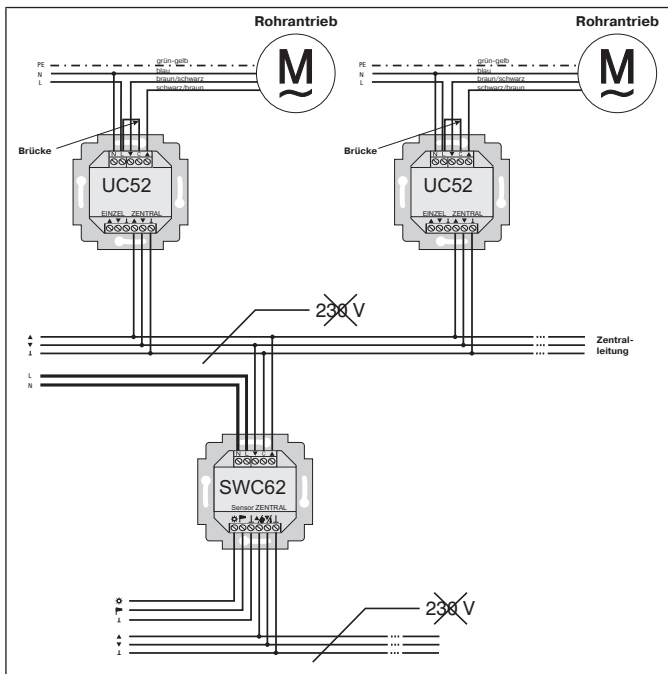 Rohrantrieb
Rohrantrieb
PE
grün-gelb
N
blau
L
braun/schwarz
schwarz/braun
M
PE
grün-gelb
N
blau
L
braun/schwarz
schwarz/braun
M
Brücke
N L ▼ C ▲
UC52
EINZEL ZENTRAL
▲ ▼ ⊥ ▲ ▼ ⊥
Brücke
N L ▼ C ▲
UC52
EINZEL ZENTRAL
▲ ▼ ⊥ ▲ ▼ ⊥
230 V
▲
▼
⊥
Zentral-
leitung
L
N
N L ▼ C ▲
SWC62
Sensor ZENTRAL
⊥
230 V
▲
▼
⊥